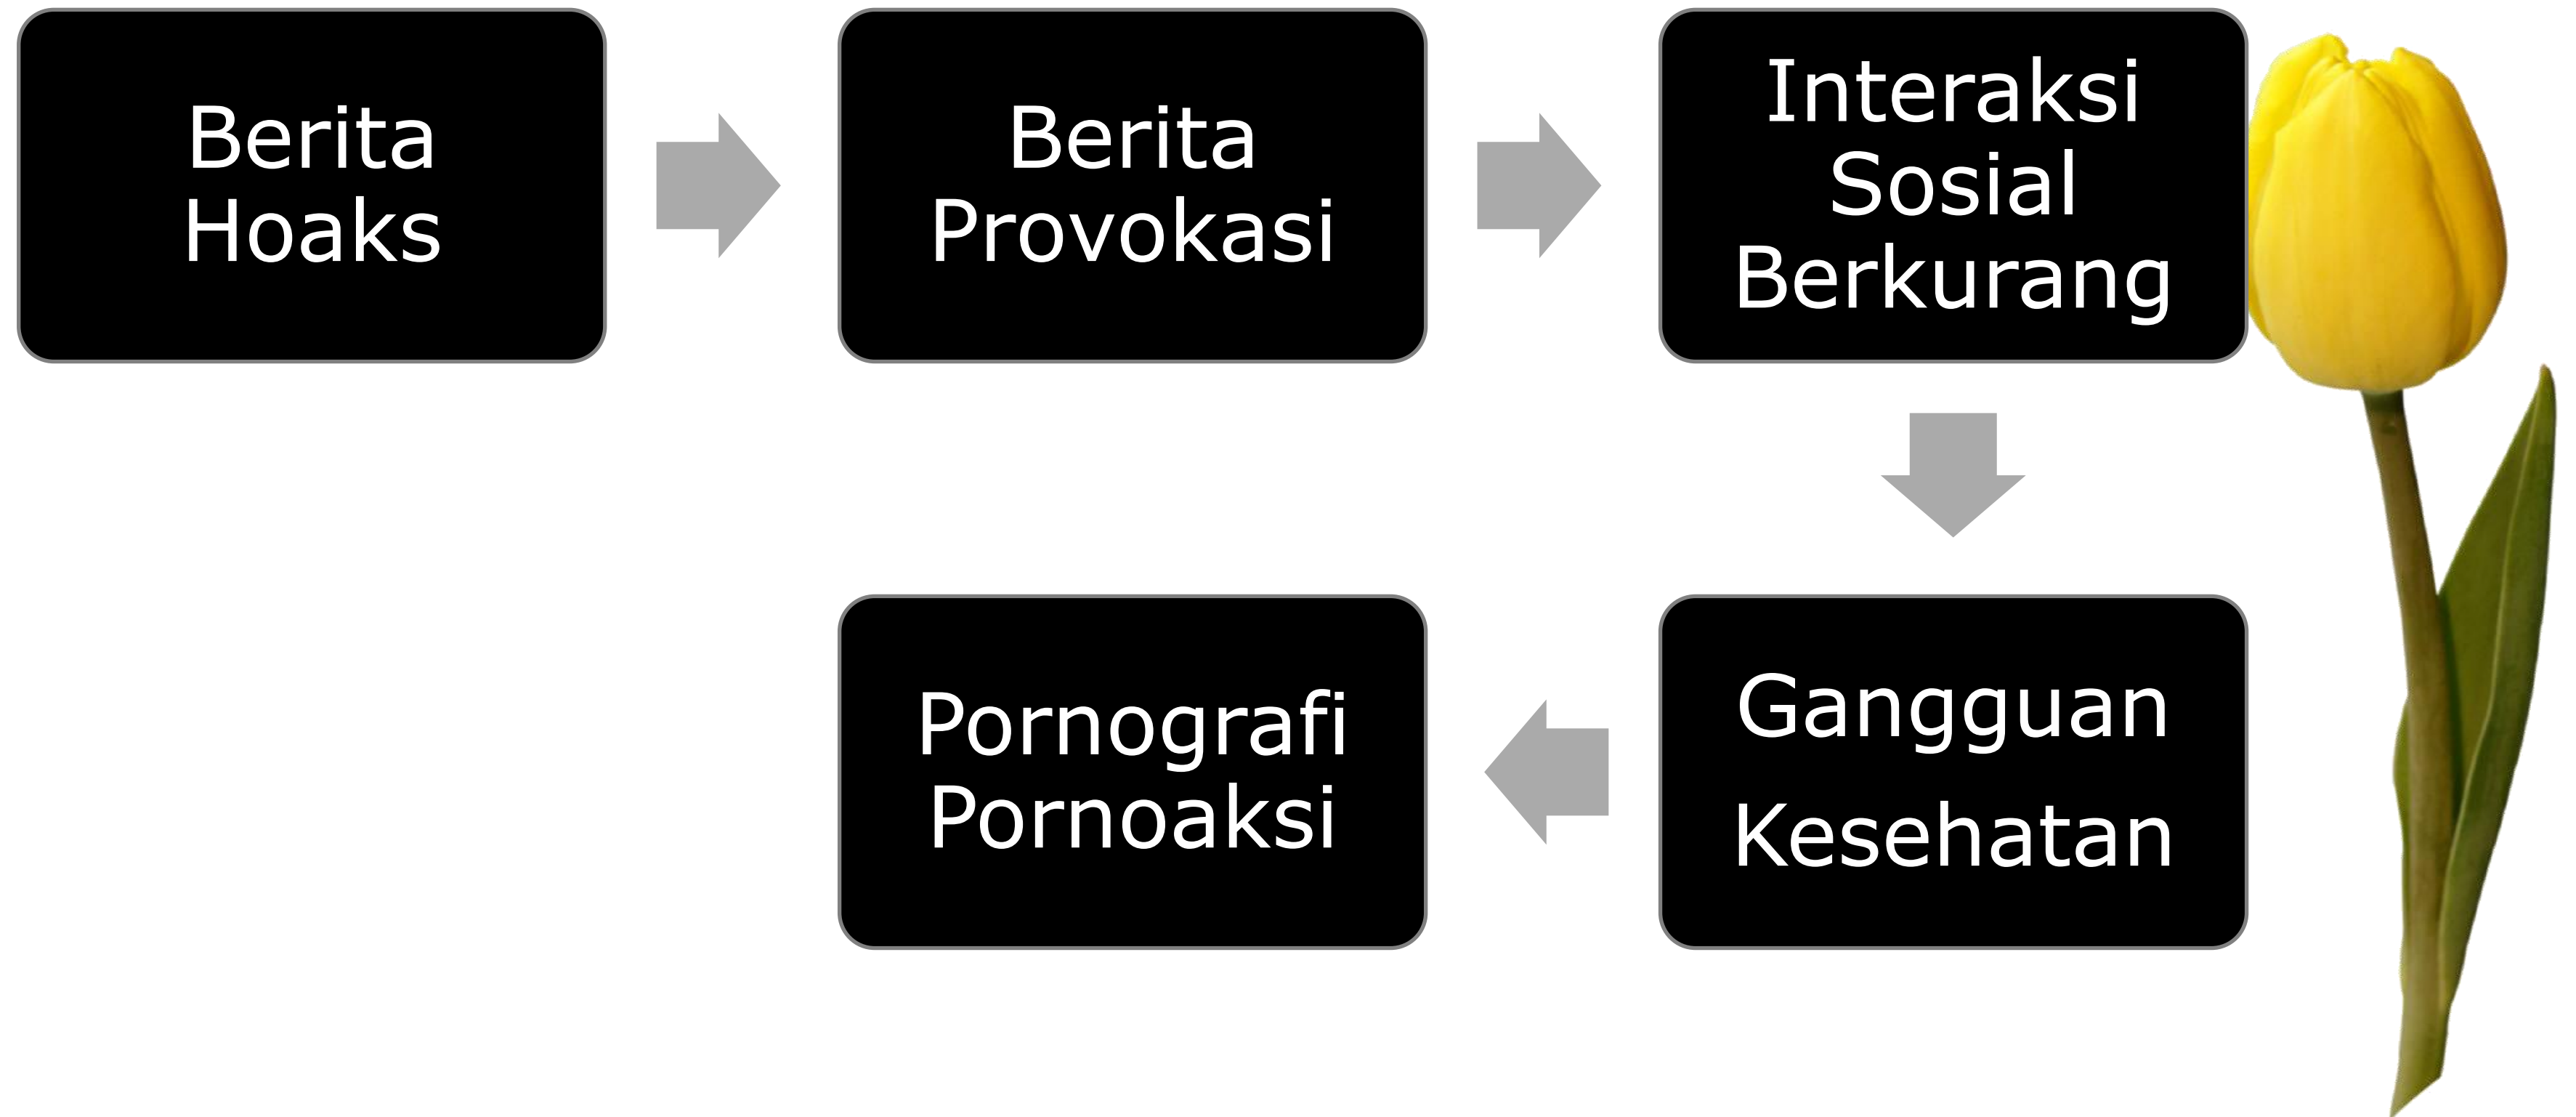 Berita
Hoaks
Berita
Provokasi
Interaksi
Sosial
Berkurang
Gangguan
Kesehatan
Pornografi
Pornoaksi